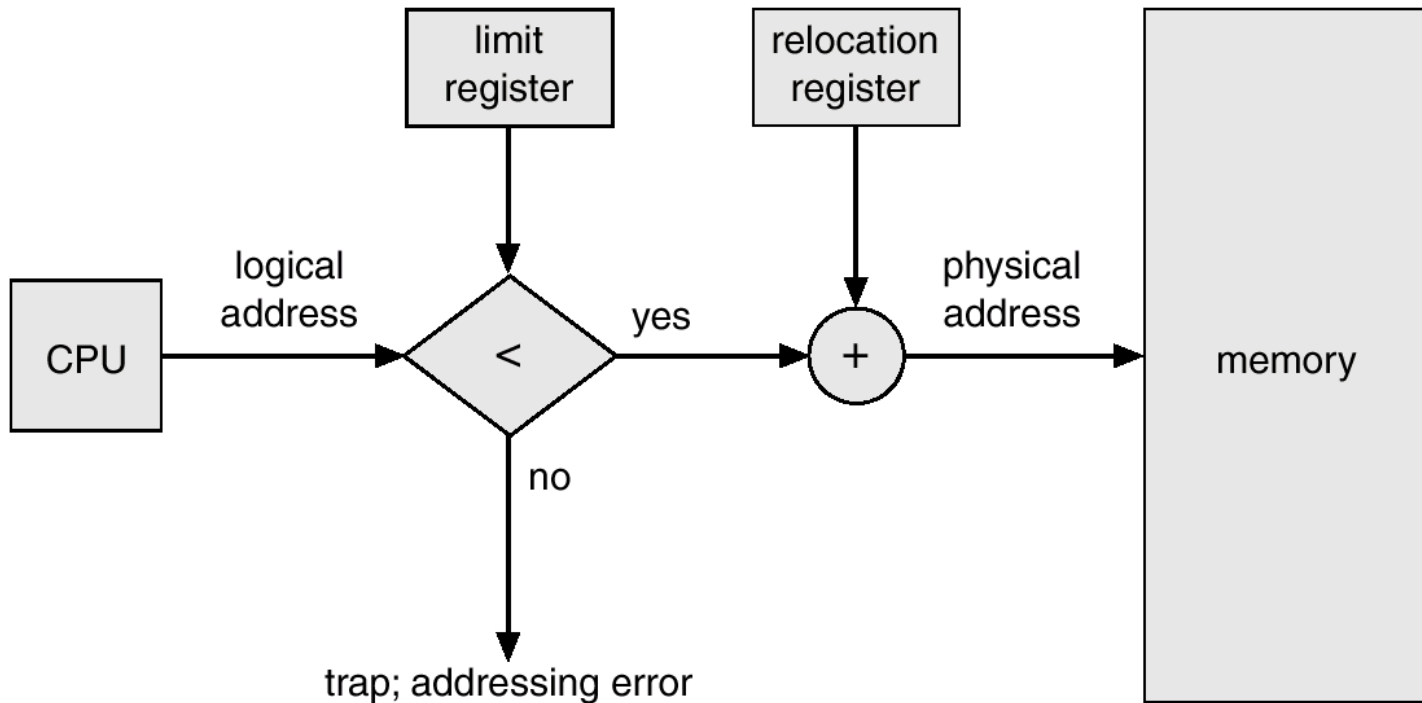 limit
register
relocation
register
logical
address
physical
address
CPU
<
yes
+
memory
no
trap; addressing error